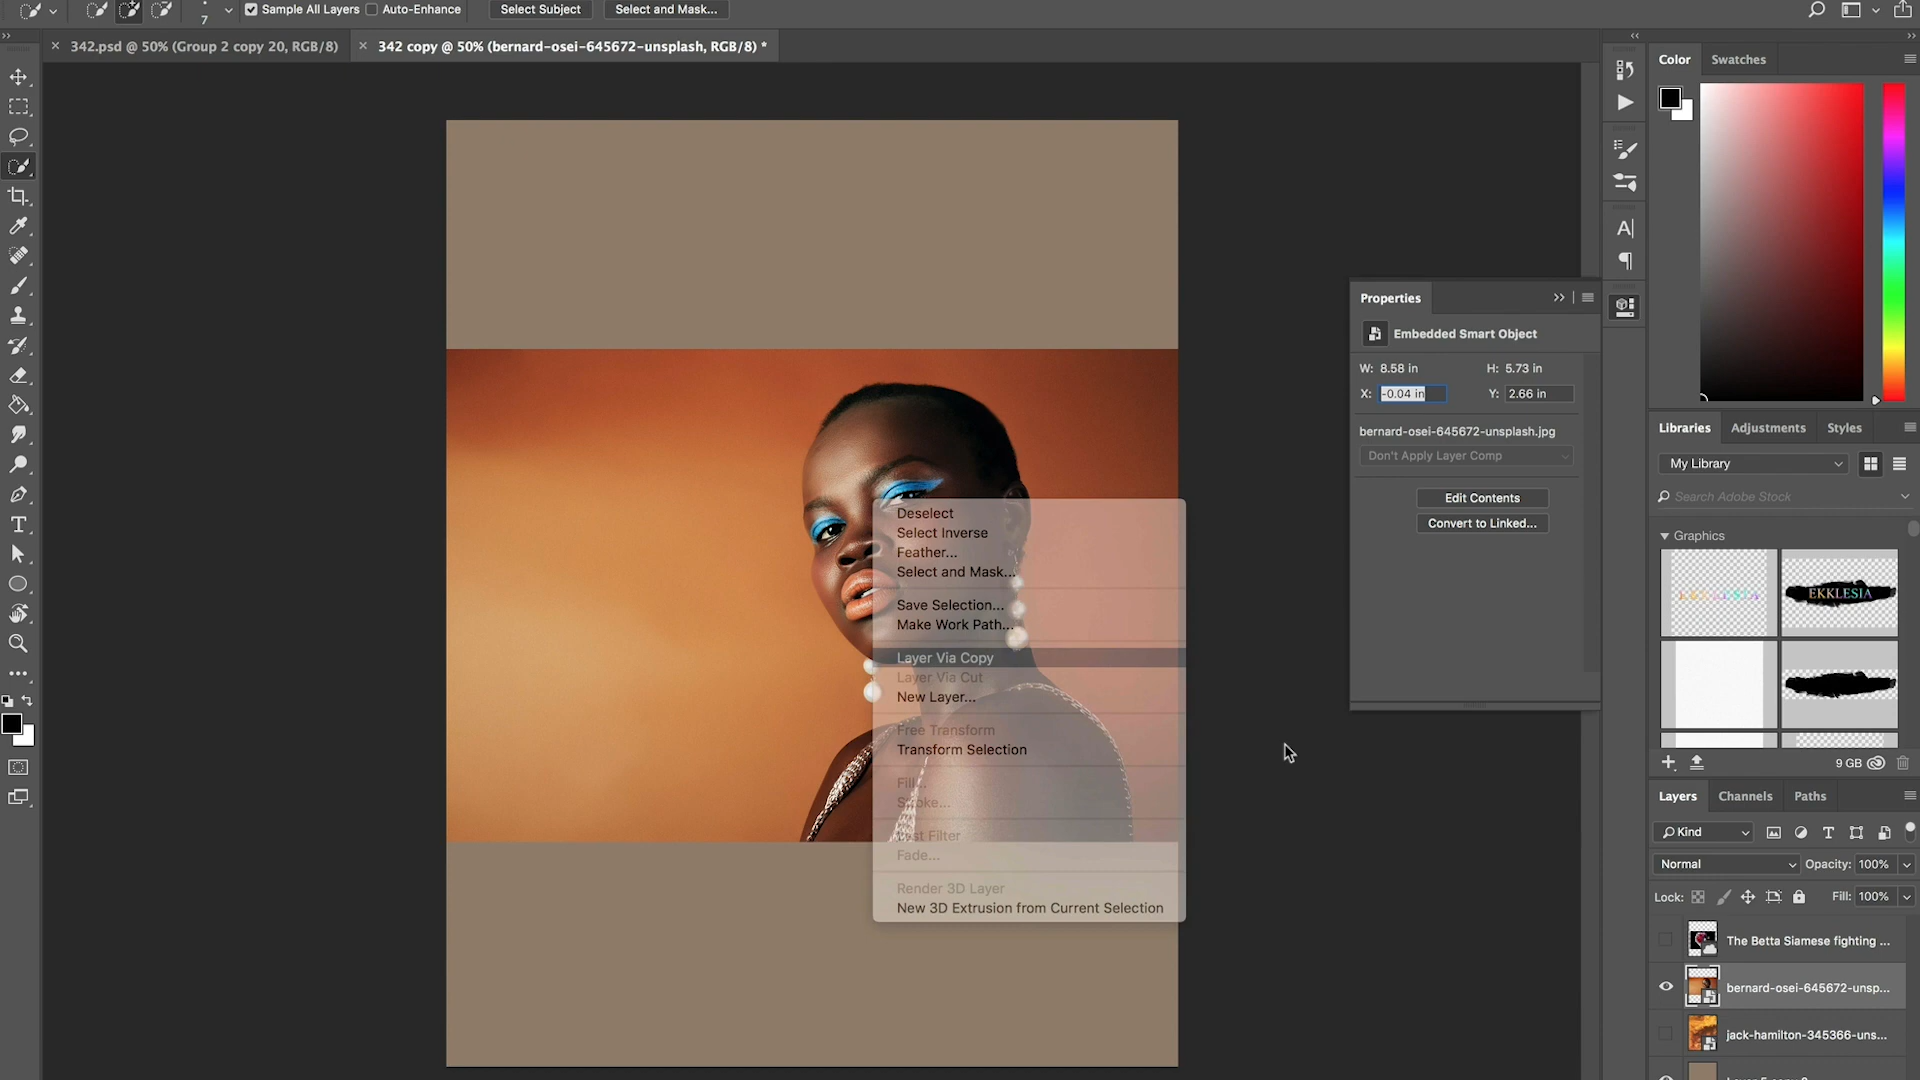 7
Sample All Layers
Auto-Enhance
Select Subject
Select and Mask...
342.psd @ 50% (Group 2 copy 20, RGB/8)
342 copy @ 50% (bernard-osei-645672-unsplash, RGB/8) *
Color
Swatches
Properties
Embedded Smart Object
W: 8.58 in
H: 5.73 in
X: -0.04 in
Y: 2.66 in
bernard-osei-645672-unsplash.jpg
Don't Apply Layer Comp
Edit Contents
Convert to Linked...
Deselect
Select Inverse
Feather...
Select and Mask...
Save Selection...
Make Work Path...
Layer Via Copy
Layer Via Cut
New Layer...
Free Transform
Transform Selection
Fill...
Stroke...
Last Filter
Fade...
Render 3D Layer
New 3D Extrusion from Current Selection
Libraries
Adjustments
Styles
My Library
Search Adobe Stock
Graphics
EKKLESIA
EKKLESIA
9 GB
Layers
Channels
Paths
Kind
Normal
Opacity: 100%
Lock:
Fill: 100%
The Betta Siamese fighting ...
bernard-osei-645672-unsp...
jack-hamilton-345366-uns...